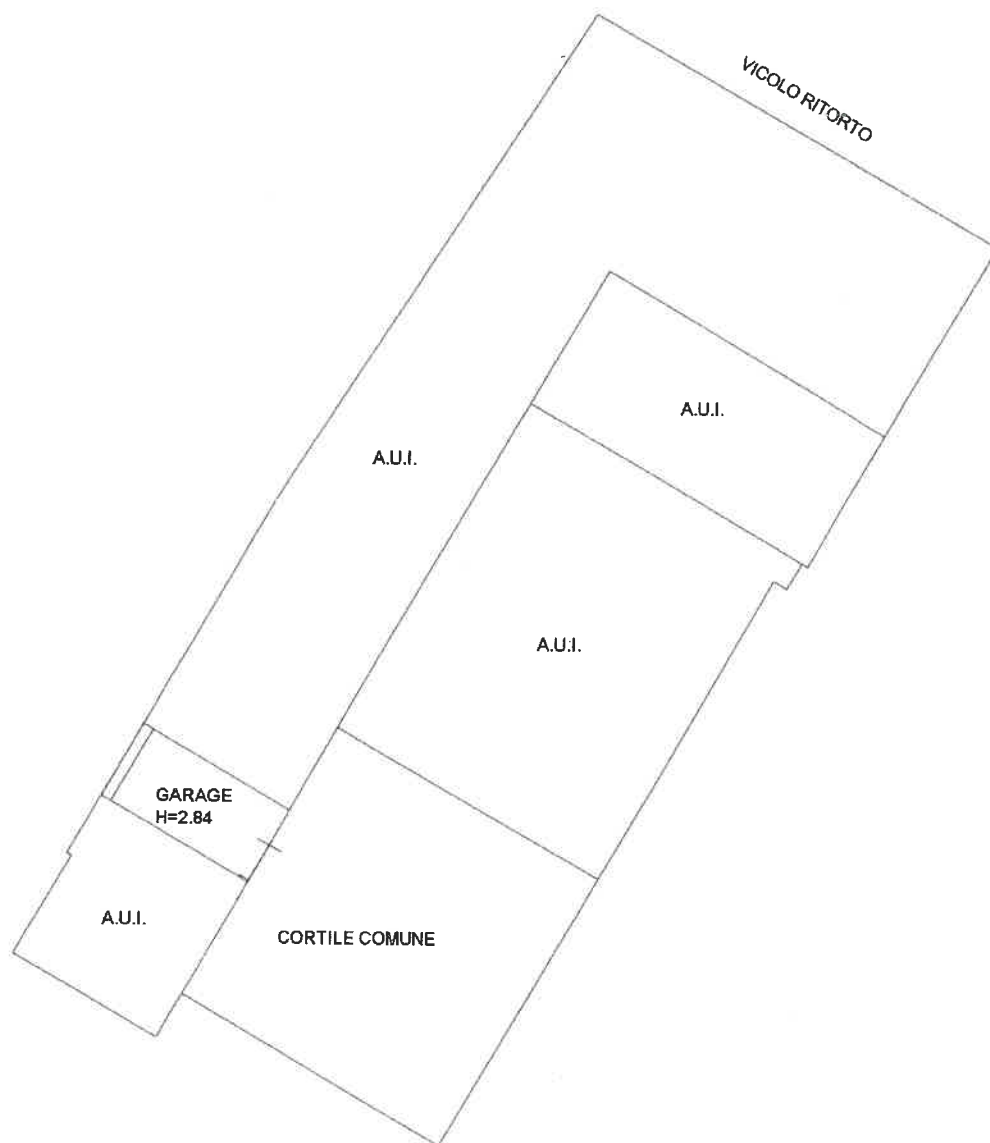 VICOLO RITORTO
A.U.I.
A.U.I.
A.U.I.
GARAGE
H=2.84
A.U.I.
CORTILE COMUNE